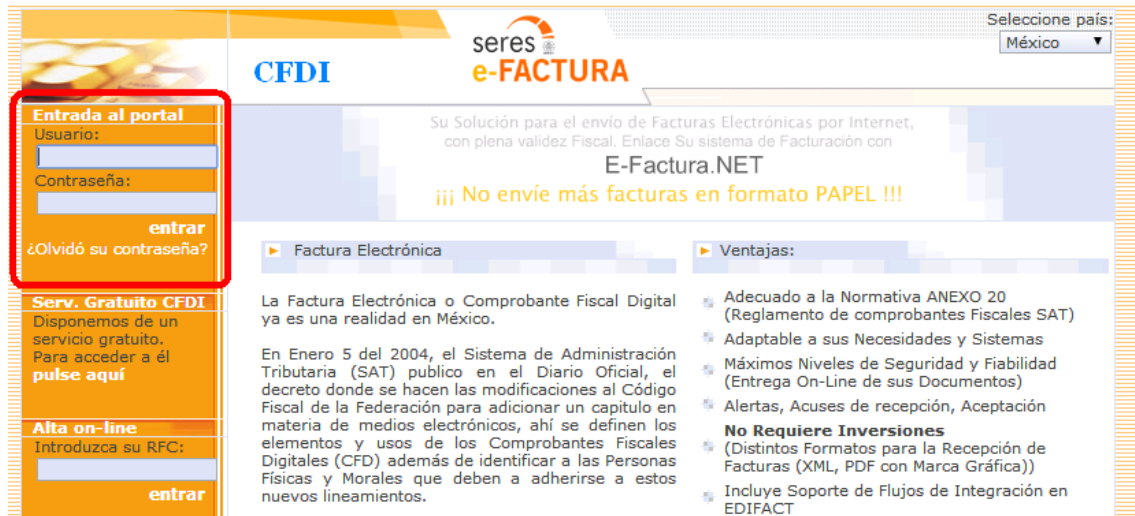 Seleccione país:
México
seres
e-FACTURA
CFDI
Entrada al portal
Usuario:
Contraseña:
entrar
¿Olvidó su contraseña?
Serv. Gratuito CFDI
Disponemos de un
servicio gratuito.
Para acceder a él
pulse aquí
Alta on-line
Introduzca su RFC:
entrar
Su Solución para el envío de Facturas Electrónicas por Internet,
con plena validez Fiscal. Enlace Su sistema de Facturación con
E-Factura.NET
¡¡¡ No envíe más facturas en formato PAPEL !!!
Factura Electrónica
La Factura Electrónica o Comprobante Fiscal Digital
ya es una realidad en México.
En Enero 5 del 2004, el Sistema de Administración
Tributaria (SAT) publico en el Diario Oficial, el
decreto donde se hacen las modificaciones al Código
Fiscal de la Federación para adicionar un capitulo en
materia de medios electrónicos, ahí se definen los
elementos y usos de los Comprobantes Fiscales
Digitales (CFD) además de identificar a las Personas
Físicas y Morales que deben a adherirse a estos
nuevos lineamientos.
Ventajas:
Adecuado a la Normativa ANEXO 20
(Reglamento de comprobantes Fiscales SAT)
Adaptable a sus Necesidades y Sistemas
Máximos Niveles de Seguridad y Fiabilidad
(Entrega On-Line de sus Documentos)
Alertas, Acuses de recepción, Aceptación
No Requiere Inversiones
(Distintos Formatos para la Recepción de
Facturas (XML, PDF con Marca Gráfica))
Incluye Soporte de Flujos de Integración en
EDIFACT